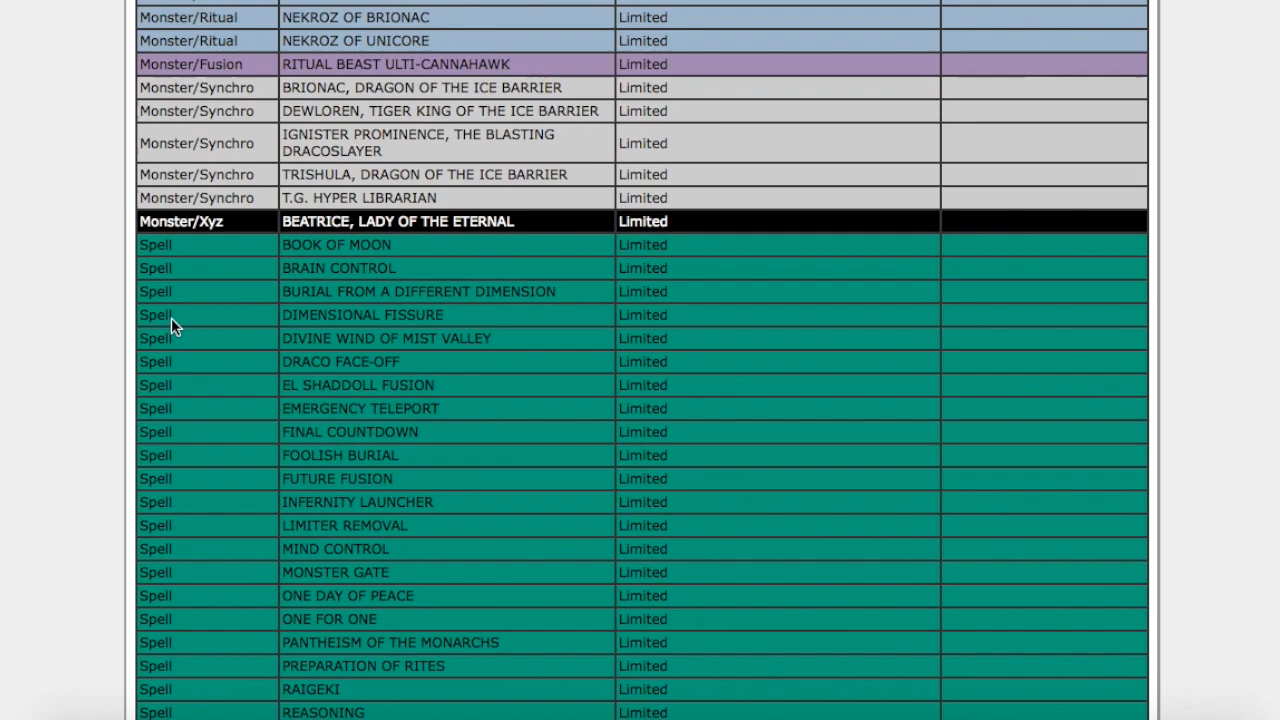 Monster/Ritual NEKROZ OF BRIONAC Limited
Monster/Ritual NEKROZ OF UNICORE Limited
Monster/Fusion RITUAL BEAST ULTI-CANNAHAWK Limited
Monster/Synchro BRIONAC, DRAGON OF THE ICE BARRIER Limited
Monster/Synchro DEWLOREN, TIGER KING OF THE ICE BARRIER Limited
Monster/Synchro IGNISTER PROMINENCE, THE BLASTING
DRACOSLAYER Limited
Monster/Synchro TRISHULA, DRAGON OF THE ICE BARRIER Limited
Monster/Synchro T.G. HYPER LIBRARIAN Limited
Monster/Xyz BEATRICE, LADY OF THE ETERNAL Limited
Spell BOOK OF MOON Limited
Spell BRAIN CONTROL Limited
Spell BURIAL FROM A DIFFERENT DIMENSION Limited
Spell DIMENSIONAL FISSURE Limited
Spell DIVINE WIND OF MIST VALLEY Limited
Spell DRACO FACE-OFF Limited
Spell EL SHADDOLL FUSION Limited
Spell EMERGENCY TELEPORT Limited
Spell FINAL COUNTDOWN Limited
Spell FOOLISH BURIAL Limited
Spell FUTURE FUSION Limited
Spell INFERNITY LAUNCHER Limited
Spell LIMITER REMOVAL Limited
Spell MIND CONTROL Limited
Spell MONSTER GATE Limited
Spell ONE DAY OF PEACE Limited
Spell ONE FOR ONE Limited
Spell PANTHEISM OF THE MONARCHS Limited
Spell PREPARATION OF RITES Limited
Spell RAIGEKI Limited
Spell REASONING Limited